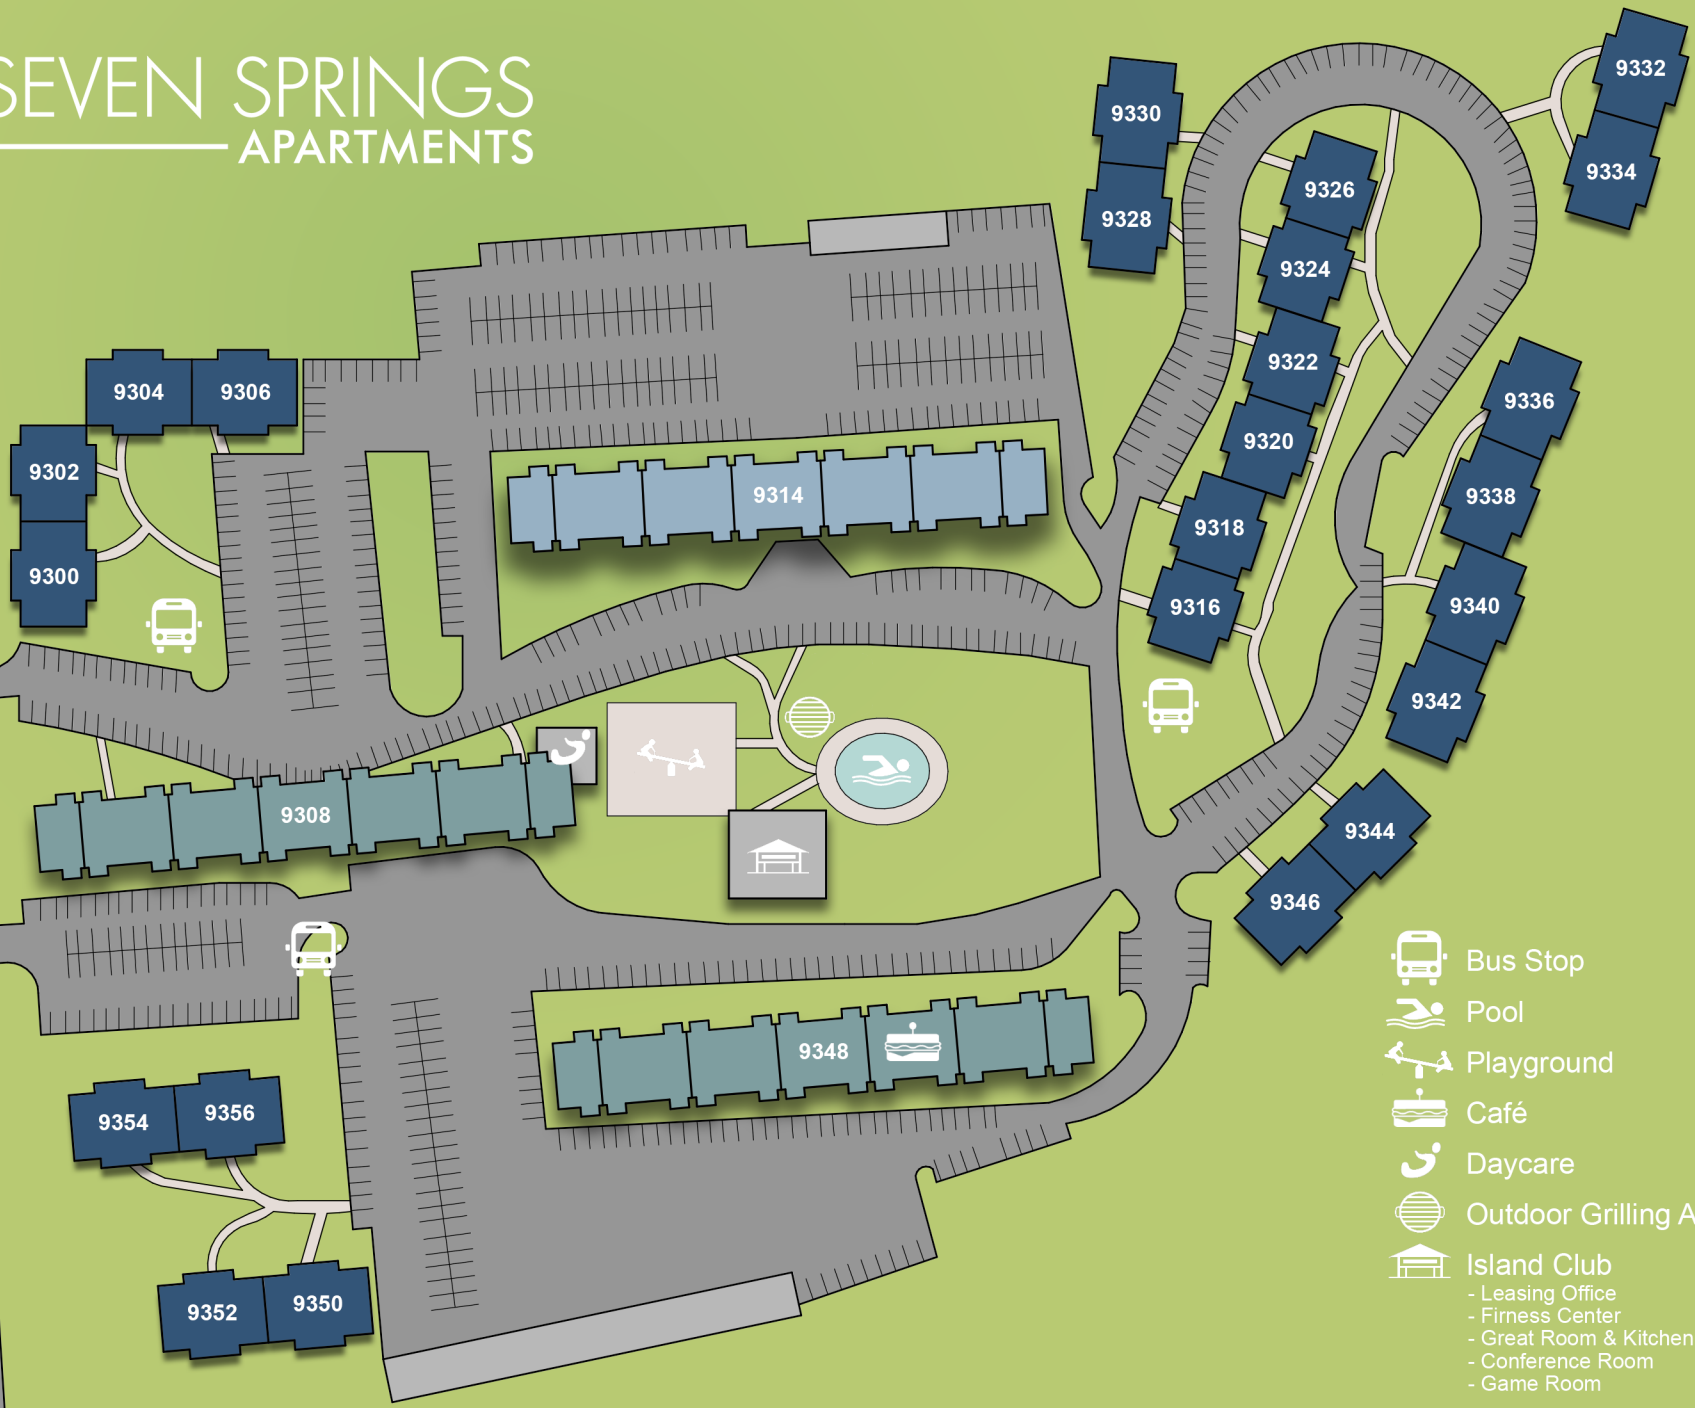 SEVEN SPRINGS
APARTMENTS
9332
9330
9334
9326
9328
9324
9322
9304
9306
9336
9320
9302
9314
9338
9318
9300
9316
9340
9342
9308
9344
9346
Bus Stop
Pool
9348
Playground
Café
9354
9356
Daycare
Outdoor Grilling A
Island Club
9352
9350
- Leasing Office
- Firness Center
- Great Room & Kitchen
- Conference Room
- Game Room